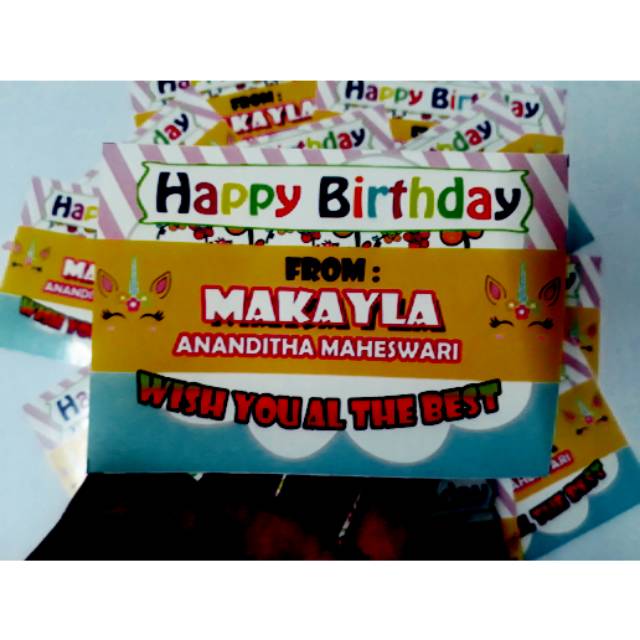 Happy Birthday
FROM :
MAKAYLA
ANANDITHA MAHESWARI
WISH YOU AL THE BEST